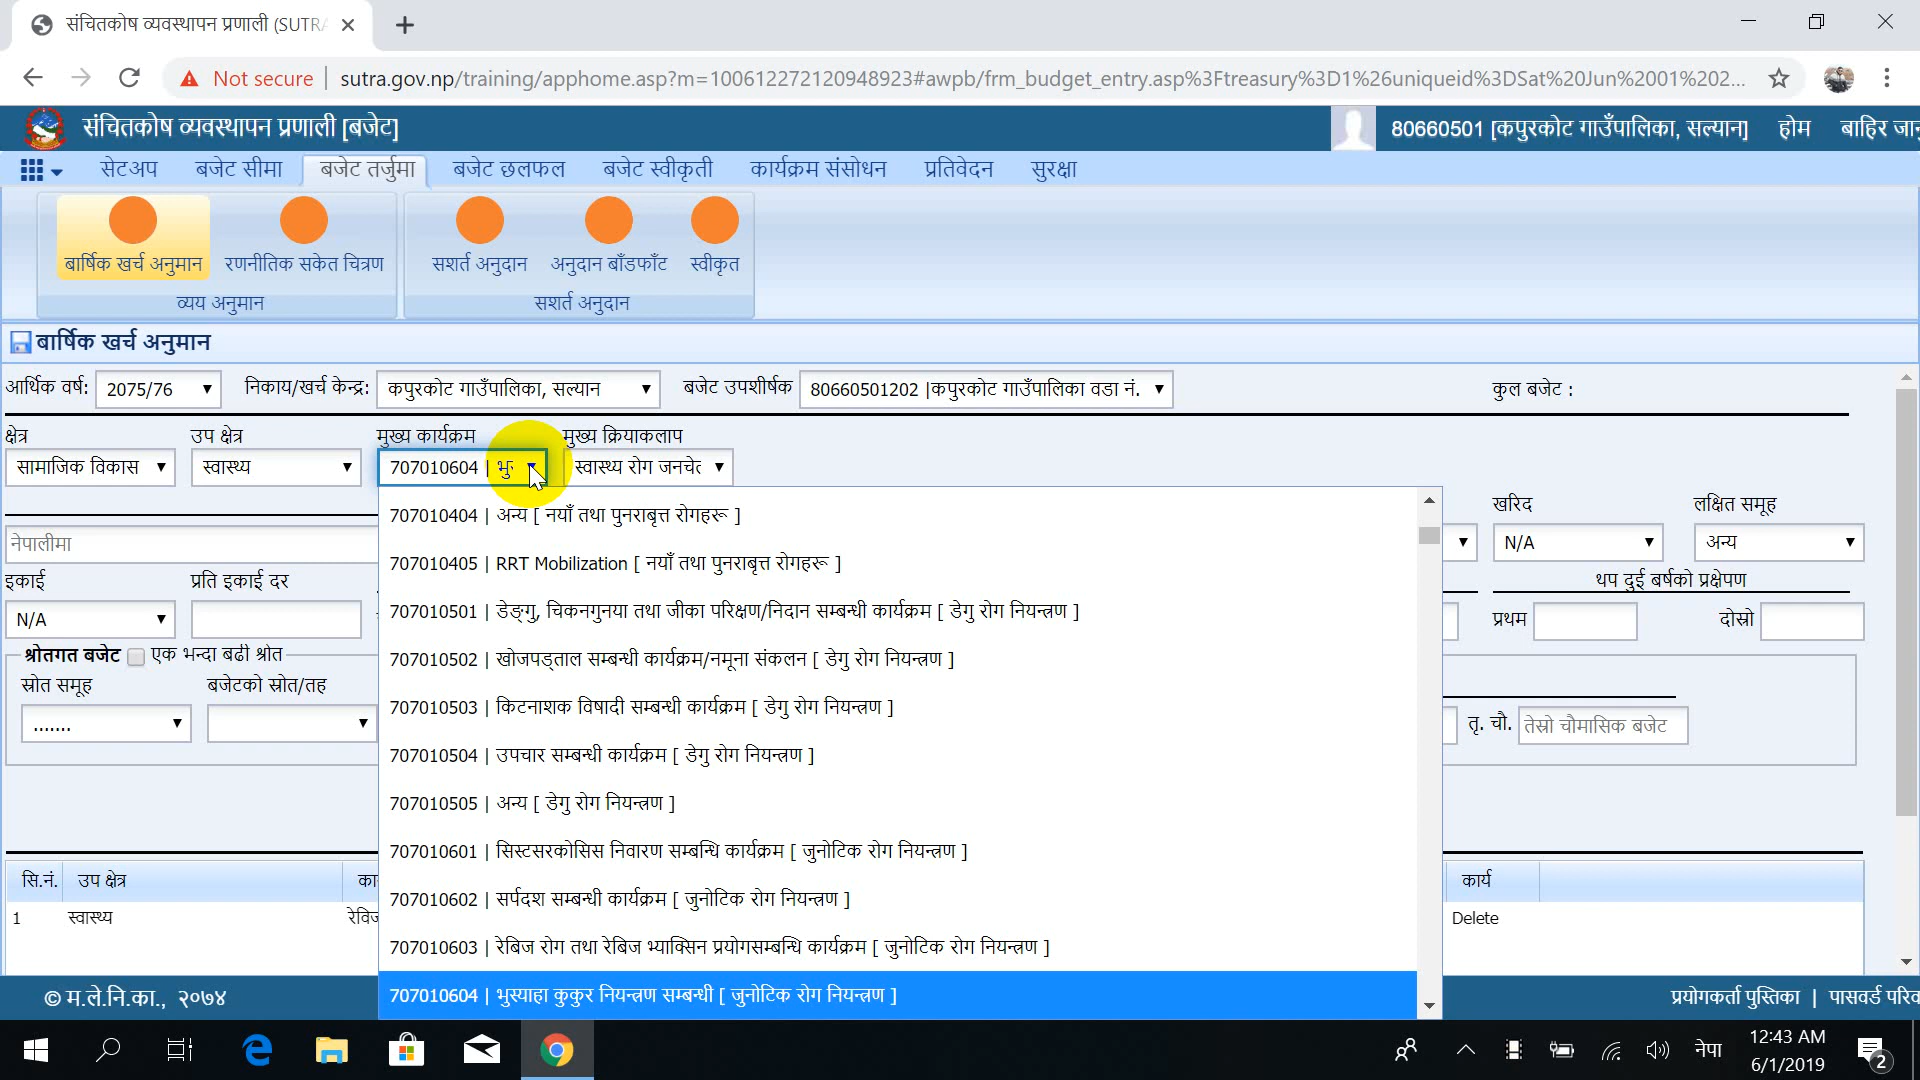 संचितकोष व्यवस्थापन प्रणाली (SUTRA
Not secure | sutra.gov.np/training/apphome.asp?m=100612272120948923#awpb/frm_budget_entry.asp%3Ftreasury%3D1%26uniqueid%3DSat%20Jun%2001%202...
संचितकोष व्यवस्थापन प्रणाली [बजेट] 80660501 [कपुरकोट गाउँपालिका, सल्यान] होम बाहिर जान
सेटअप बजेट सीमा बजेट तर्जुमा बजेट छलफल बजेट स्वीकृती कार्यक्रम संसोधन प्रतिवेदन सुरक्षा
बार्षिक खर्च अनुमान रणनीतिक सकेत चित्रण सशर्त अनुदान अनुदान बाँडफाँट स्वीकृत
व्यय अनुमान सशर्त अनुदान
बार्षिक खर्च अनुमान
आर्थिक वर्ष: 2075/76 निकाय/खर्च केन्द्र: कपुरकोट गाउँपालिका, सल्यान बजेट उपशीर्षक 80660501202 |कपुरकोट गाउँपालिका वडा नं. कुल बजेट :
क्षेत्र उप क्षेत्र मुख्य कार्यक्रम मुख्य क्रियाकलाप
सामाजिक विकास स्वास्थ्य 707010604 | भु स्वास्थ्य रोग जनचेत
707010404 | अन्य [ नयाँ तथा पुनराबृत्त रोगहरू ]
707010405 | RRT Mobilization [ नयाँ तथा पुनराबृत्त रोगहरू ]
707010501 | डेङ्गु, चिकनगुनया तथा जीका परिक्षण/निदान सम्बन्धी कार्यक्रम [ डेगु रोग नियन्त्रण ]
707010502 | खोजपड्ताल सम्बन्धी कार्यक्रम/नमूना संकलन [ डेगु रोग नियन्त्रण ]
707010503 | किटनाशक विषादी सम्बन्धी कार्यक्रम [ डेगु रोग नियन्त्रण ]
707010504 | उपचार सम्बन्धी कार्यक्रम [ डेगु रोग नियन्त्रण ]
707010505 | अन्य [ डेगु रोग नियन्त्रण ]
707010601 | सिस्टसरकोसिस निवारण सम्बन्धि कार्यक्रम [ जुनोटिक रोग नियन्त्रण ]
707010602 | सर्पदश सम्बन्धी कार्यक्रम [ जुनोटिक रोग नियन्त्रण ]
707010603 | रेबिज रोग तथा रेबिज भ्याक्सिन प्रयोगसम्बन्धि कार्यक्रम [ जुनोटिक रोग नियन्त्रण ]
707010604 | भुस्याहा कुकुर नियन्त्रण सम्बन्धी [ जुनोटिक रोग नियन्त्रण ]
खरिद लक्षित समूह
नेपालीमा N/A अन्य
इकाई प्रति इकाई दर थप दुई बर्षको प्रक्षेपण
N/A प्रथम दोस्रो
श्रोतगत बजेट एक भन्दा बढी श्रोत
स्रोत समूह बजेटको स्रोत/तह
....... तृ. चौ. तेस्रो चौमासिक बजेट
सि.नं. उप क्षेत्र का कार्य
1 स्वास्थ्य रेविज Delete
© म.ले.नि.का., २०७४ प्रयोगकर्ता पुस्तिका | पासवर्ड परिव
नेपा 12:43 AM
6/1/2019 2